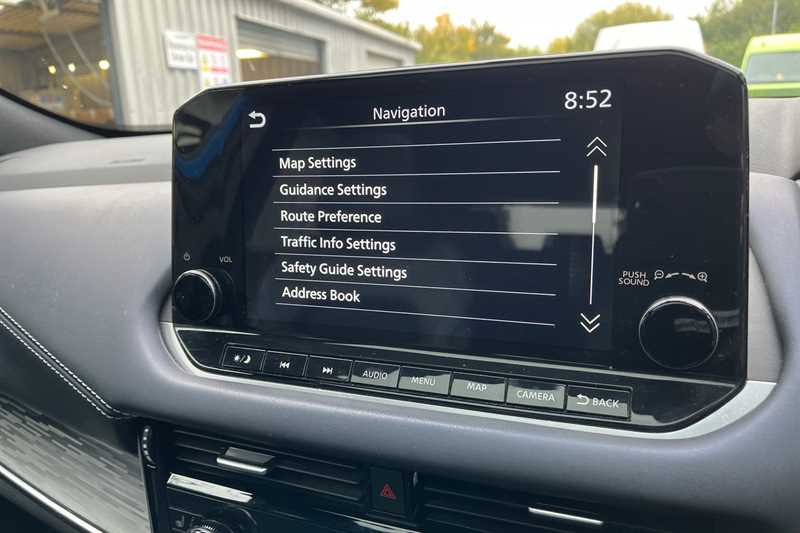 Navigation
8:52
Map Settings
Guidance Settings
Route Preference
Traffic Info Settings
Safety Guide Settings
Address Book
VOL
PUSH
SOUND
AUDIO
MENU
MAP
CAMERA
BACK